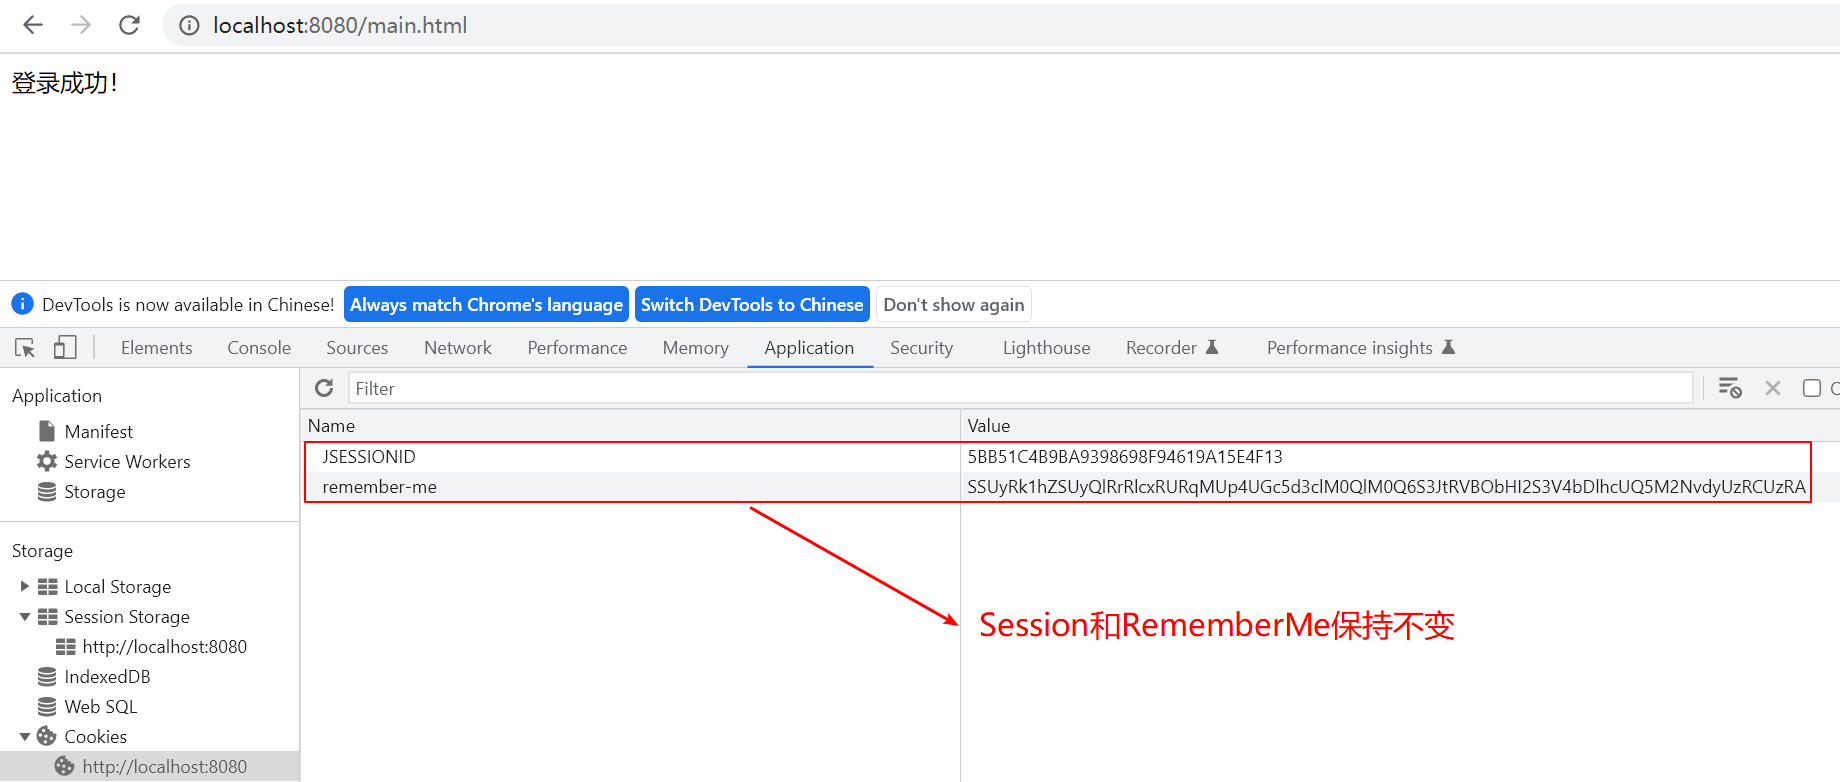 localhost:8080/main.html
登录成功！
DevTools is now available in Chinese! Always match Chrome's language Switch DevTools to Chinese Don't show again
Elements Console Sources Network Performance Memory Application Security Lighthouse Recorder Performance insights
Application
Manifest
Service Workers
Storage
Storage
Local Storage
Session Storage
http://localhost:8080
IndexedDB
Web SQL
Cookies
http://localhost:8080
Filter
Name Value
JSESSIONID 5BB51C4B9BA9398698F94619A15E4F13
remember-me SSUyRk1hZSUyQlRrRlcxRURqMUp4UGc5d3clM0QlM0Q6S3JtRVBObHI2S3V4bDlhcUQ5M2NvdyUzRCUzRA
Session和RememberMe保持不变